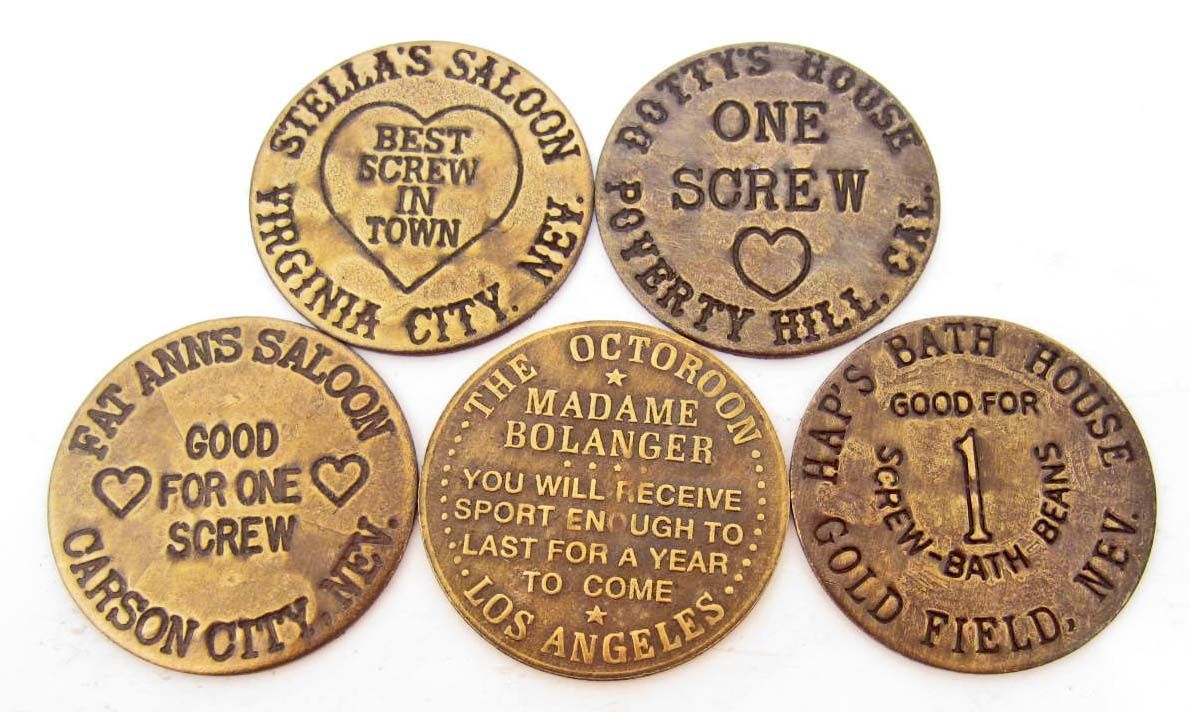 STELLA'S SALOON
BEST
SCREW
IN
TOWN
VIRGINIA CITY. NEV.
DOTTY'S HOUSE
ONE
SCREW
POVERTY HILL, CAL.
FAT ANN'S SALOON
GOOD
FOR ONE
SCREW
CARSON CITY, NEV.
THE OCTOROON
MADAME
BOLANGER
YOU WILL RECEIVE
SPORT ENOUGH TO
LAST FOR A YEAR
TO COME
LOS ANGELES
HAP'S BATH HOUSE
GOOD FOR
1
SCREW-BATH-BEANS
GOLD FIELD, NEV.